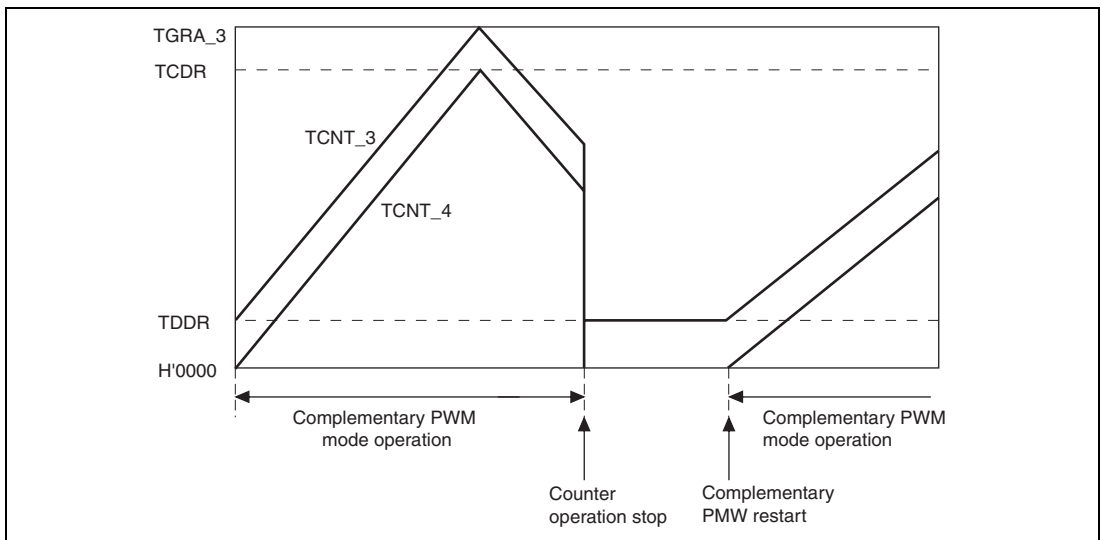 TGRA_3
TCDR
TCNT_3
TCNT_4
TDDR
H'0000
Complementary PWM
mode operation
Complementary PWM
mode operation
Counter
operation stop
Complementary
PMW restart